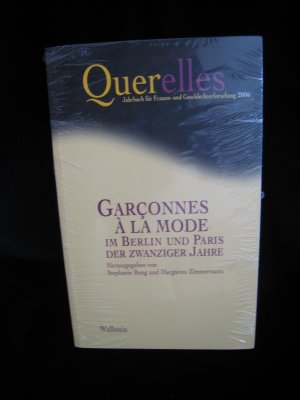 Querelles
Jahrbuch für Frauen- und Geschlechterforschung 2006
GARÇONNES
À LA MODE
IM BERLIN UND PARIS
DER ZWANZIGER JAHRE
Herausgegeben von
Stephanie Bung und Margarete Zimmermann
Wallstein